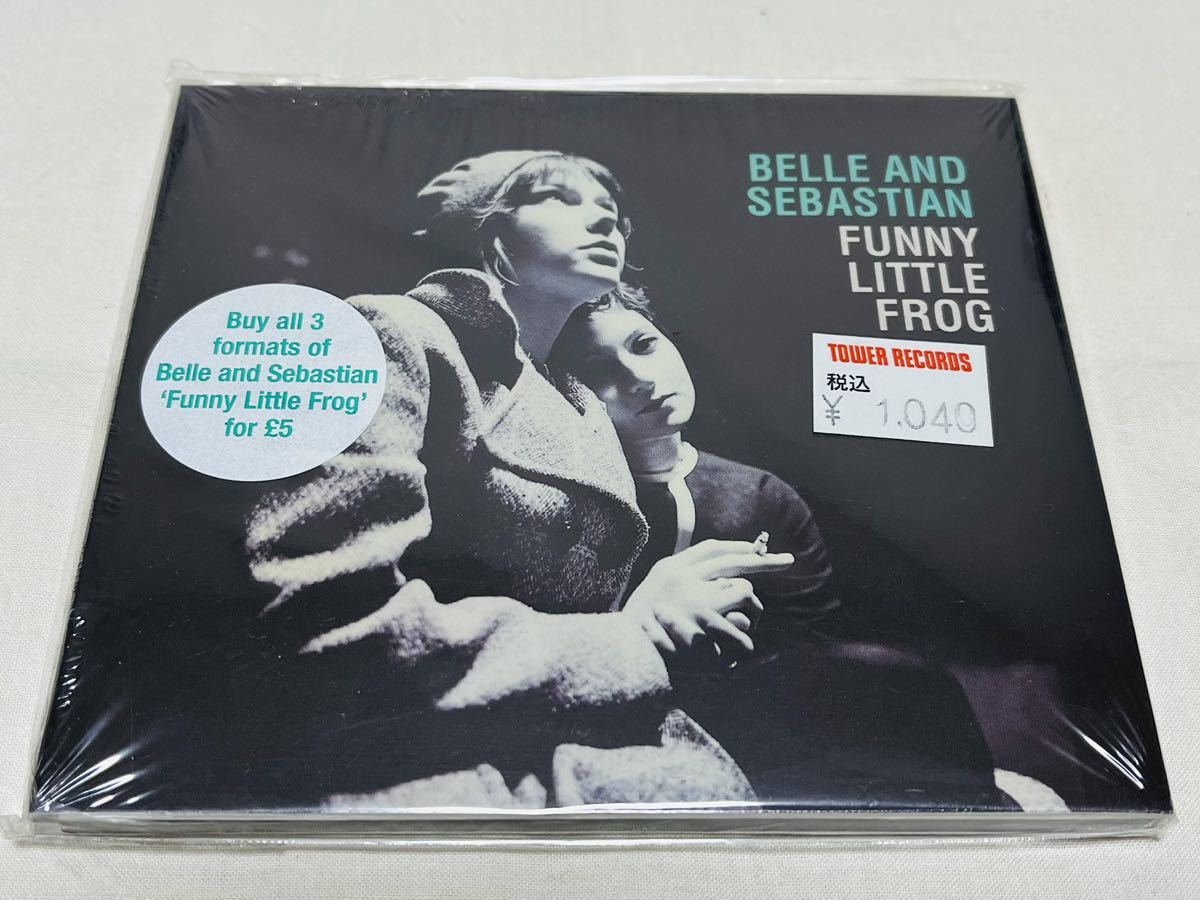 BELLE AND
SEBASTIAN
FUNNY
LITTLE
FROG
Buy all 3
formats of
Belle and Sebastian
‘Funny Little Frog’
for £5
TOWER RECORDS
税込
¥ 1,040